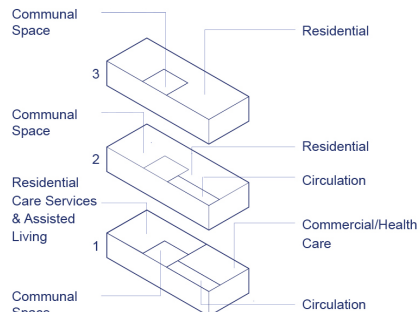 Communal
Space
Residential
3
Communal
Space
Residential
2
Circulation
Residential
Care Services
& Assisted
Living
Commercial/Health
Care
1
Communal
Space
Circulation